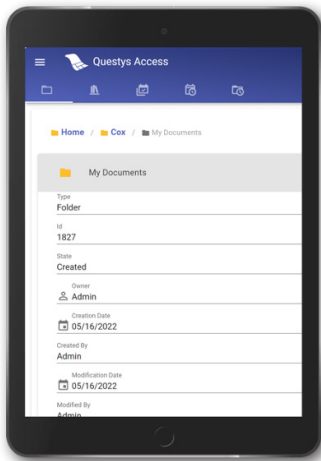 Questys Access
Home / Cox / My Documents
My Documents
Type
Folder
Id
1827
State
Created
Owner
Admin
Creation Date
05/16/2022
Created By
Admin
Modification Date
05/16/2022
Modified By
Admin